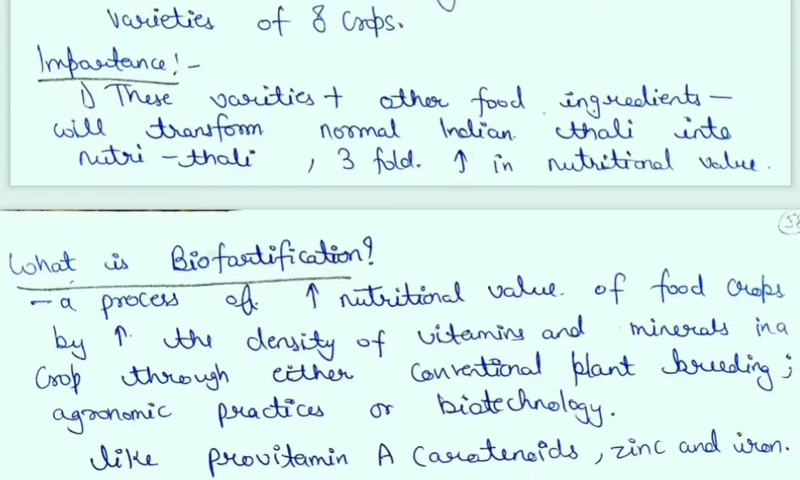 varieties of 8 crops.
Importance:-
1) These varities + other food ingredients -
will transform normal Indian thali into
nutri-thali, 3 fold ↑ in nutritional value.
What is Biofortification?
- a process of ↑ nutritional value of food crops
by ↑ the density of vitamins and minerals in a
crop through either conventional plant breeding;
agronomic practices or biotechnology.
like provitamin A carotenoids, zinc and iron.